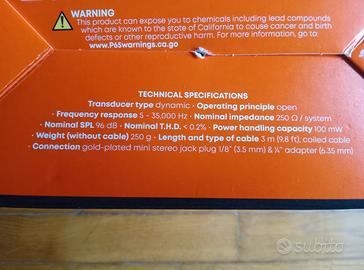 WARNING
This product can expose you to chemicals including lead compounds
which are known to the state of California to cause cancer and birth
defects or other reproductive harm. For more information, go to:
www.P65warnings.ca.go
TECHNICAL SPECIFICATIONS
Transducer type dynamic • Operating principle open
• Frequency response 5 - 35,000 Hz • Nominal impedance 250 Ω / system
• Nominal SPL 96 dB • Nominal T.H.D. < 0.2% • Power handling capacity 100 mW
• Weight (without cable) 250 g • Length and type of cable 3 m (9.8 ft), coiled cable
• Connection gold-plated mini stereo jack plug 1/8" (3.5 mm) & ¼" adapter (6.35 mm)
subito